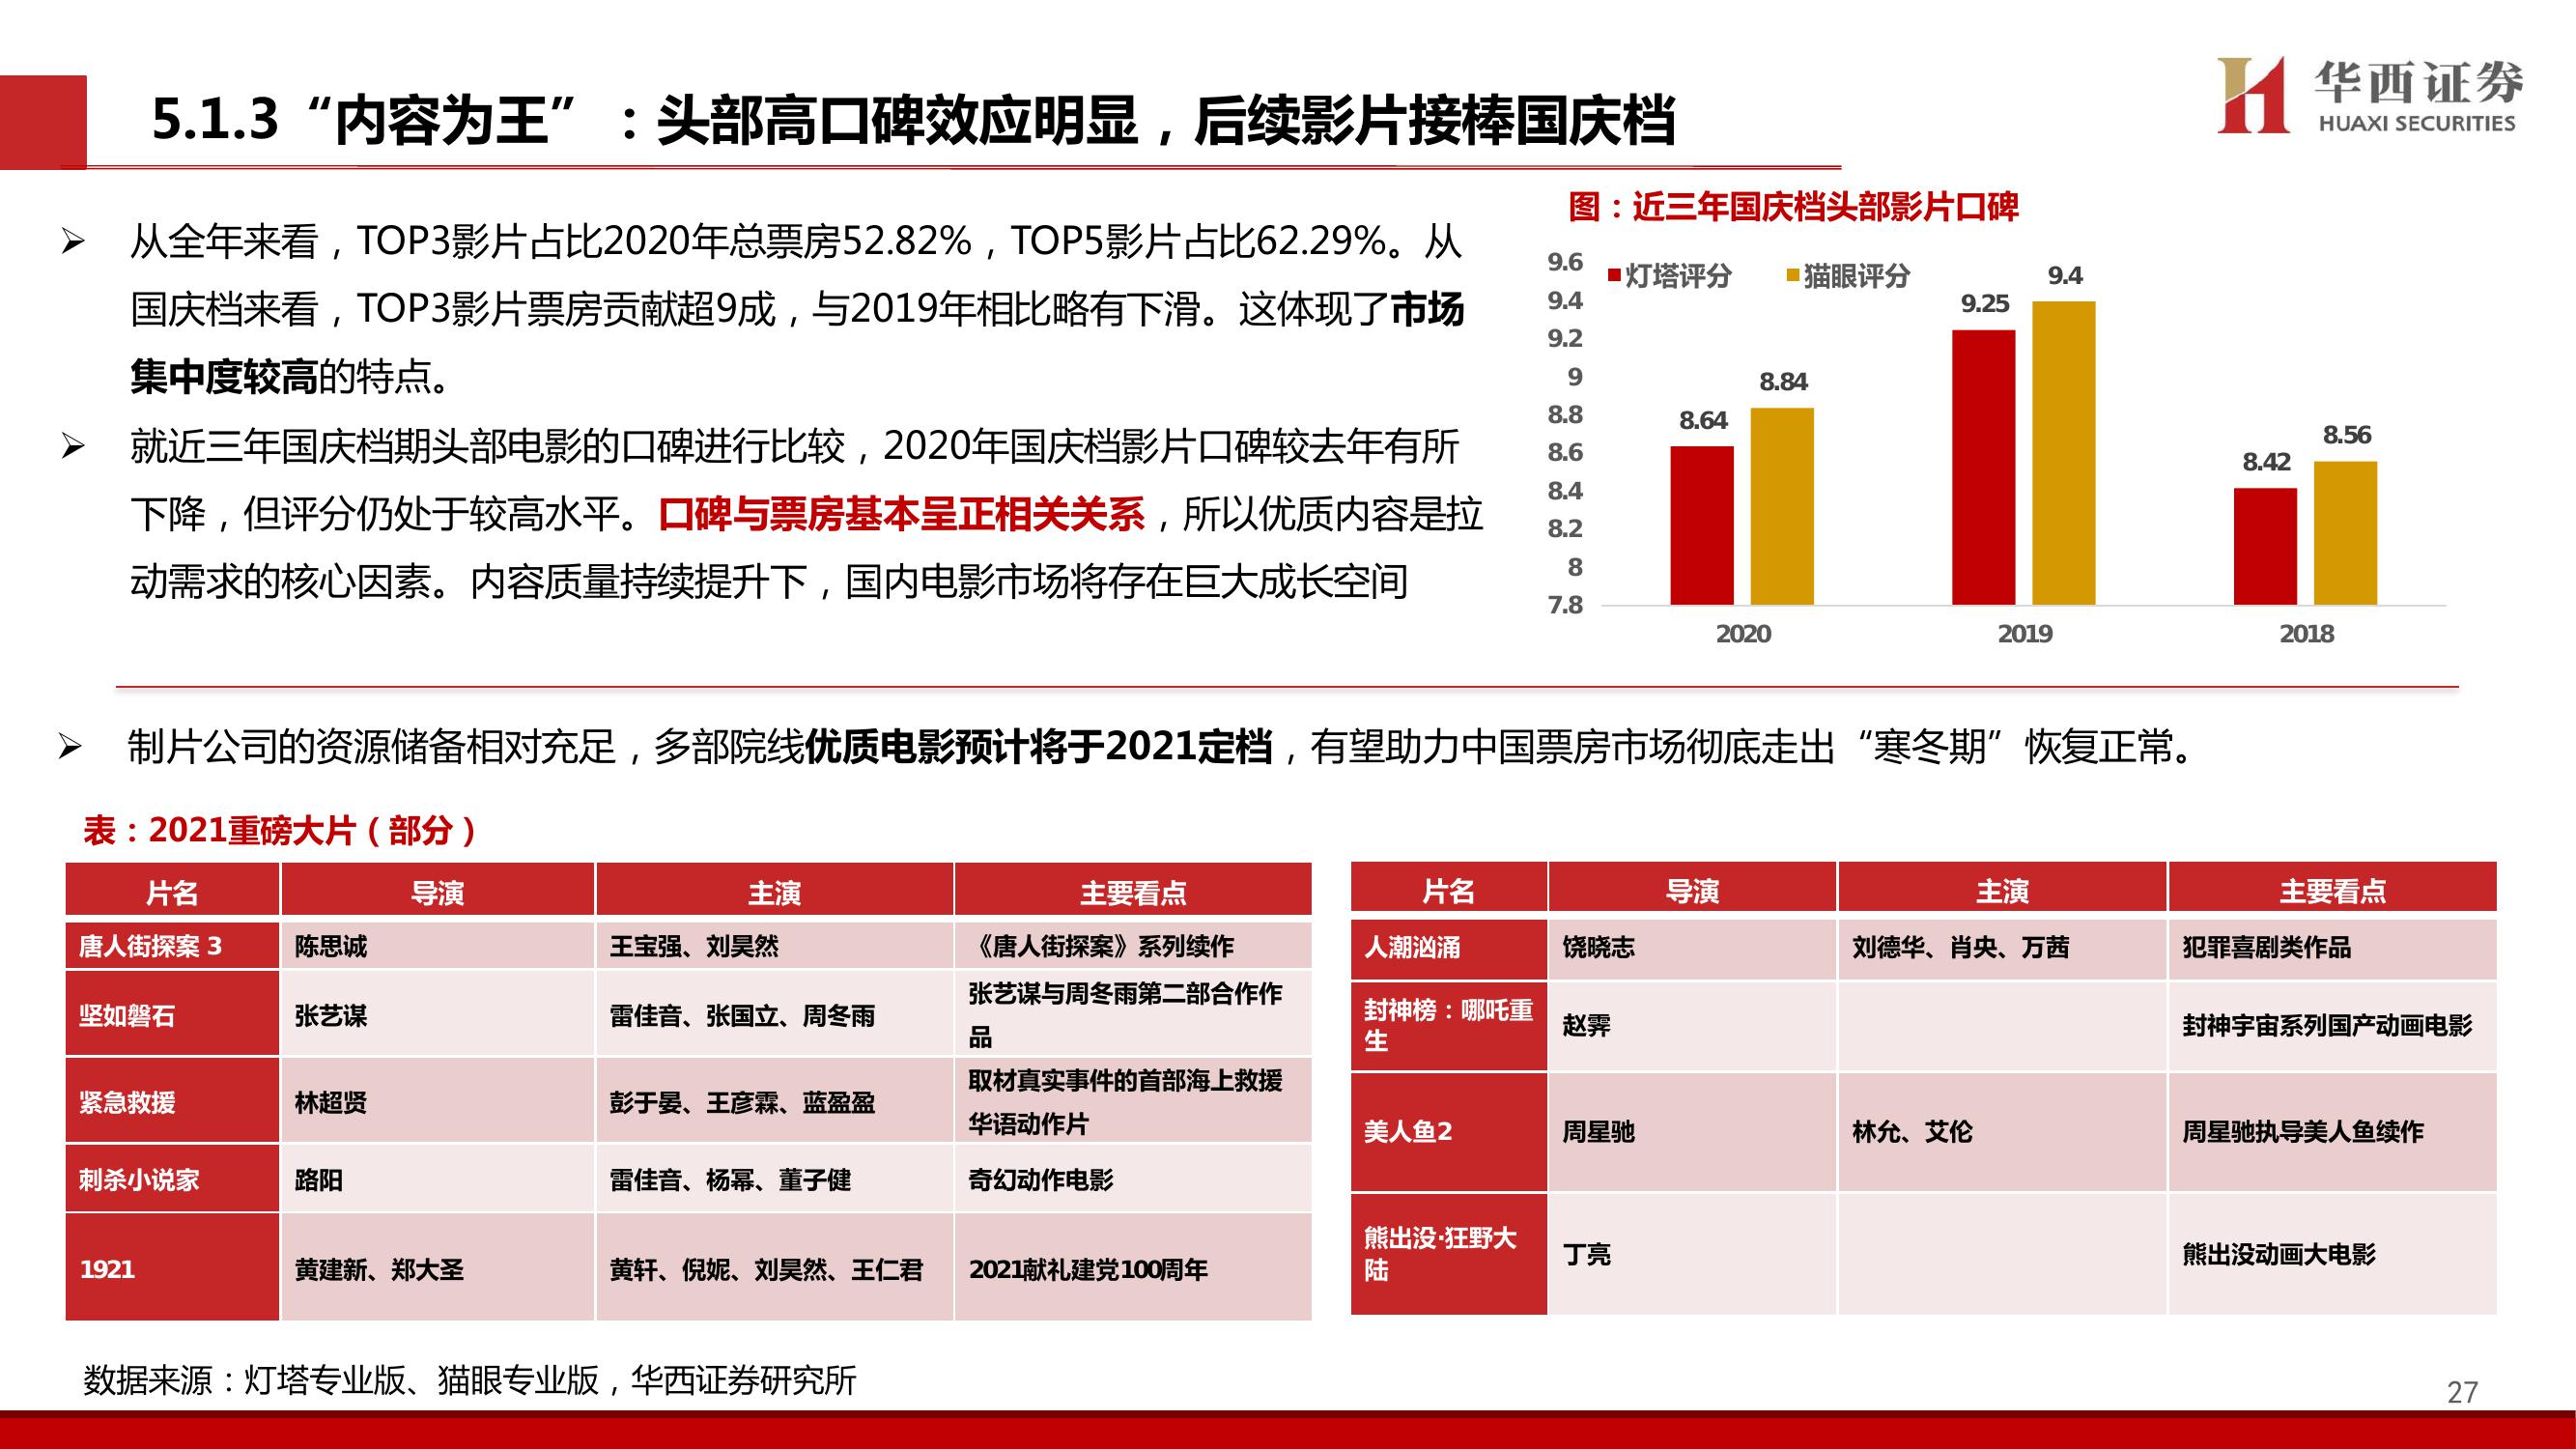 5.1.3“内容为王”：头部高口碑效应明显，后续影片接棒国庆档
华西证券
HUAXI SECURITIES
从全年来看，TOP3影片占比2020年总票房52.82%，TOP5影片占比62.29%。从
国庆档来看，TOP3影片票房贡献超9成，与2019年相比略有下滑。这体现了市场
集中度较高的特点。
就近三年国庆档期头部电影的口碑进行比较，2020年国庆档影片口碑较去年有所
下降，但评分仍处于较高水平。口碑与票房基本呈正相关关系，所以优质内容是拉
动需求的核心因素。内容质量持续提升下，国内电影市场将存在巨大成长空间
图：近三年国庆档头部影片口碑
灯塔评分 猫眼评分
9.6
9.4
9.2
9
8.8
8.6
8.4
8.2
8
7.8
8.64 8.84
9.25 9.4
8.42 8.56
2020 2019 2018
制片公司的资源储备相对充足，多部院线优质电影预计将于2021定档，有望助力中国票房市场彻底走出“寒冬期”恢复正常。
表：2021重磅大片（部分）
片名 导演 主演 主要看点
唐人街探案 3 陈思诚 王宝强、刘昊然 《唐人街探案》系列续作
坚如磐石 张艺谋 雷佳音、张国立、周冬雨 张艺谋与周冬雨第二部合作作
品
紧急救援 林超贤 彭于晏、王彦霖、蓝盈盈 取材真实事件的首部海上救援
华语动作片
刺杀小说家 路阳 雷佳音、杨幂、董子健 奇幻动作电影
1921 黄建新、郑大圣 黄轩、倪妮、刘昊然、王仁君 2021献礼建党100周年
片名 导演 主演 主要看点
人潮汹涌 饶晓志 刘德华、肖央、万茜 犯罪喜剧类作品
封神榜：哪吒重
生 赵霁 封神宇宙系列国产动画电影
美人鱼2 周星驰 林允、艾伦 周星驰执导美人鱼续作
熊出没·狂野大
陆 丁亮 熊出没动画大电影
数据来源：灯塔专业版、猫眼专业版，华西证券研究所
27